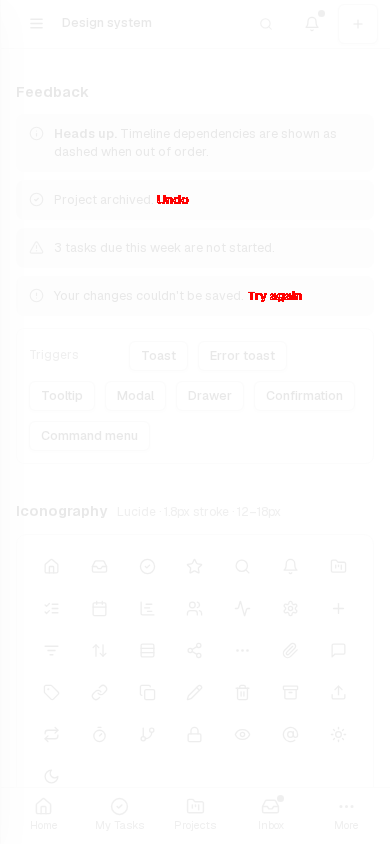 Design system
Feedback
Heads up. Timeline dependencies are shown as
dashed when out of order.
Project archived. Undo
3 tasks due this week are not started.
Your changes couldn't be saved. Try again
Triggers
Toast
Error toast
Tooltip
Modal
Drawer
Confirmation
Command menu
Iconography Lucide · 1.8px stroke · 12–18px
Home
My Tasks
Projects
Inbox
More